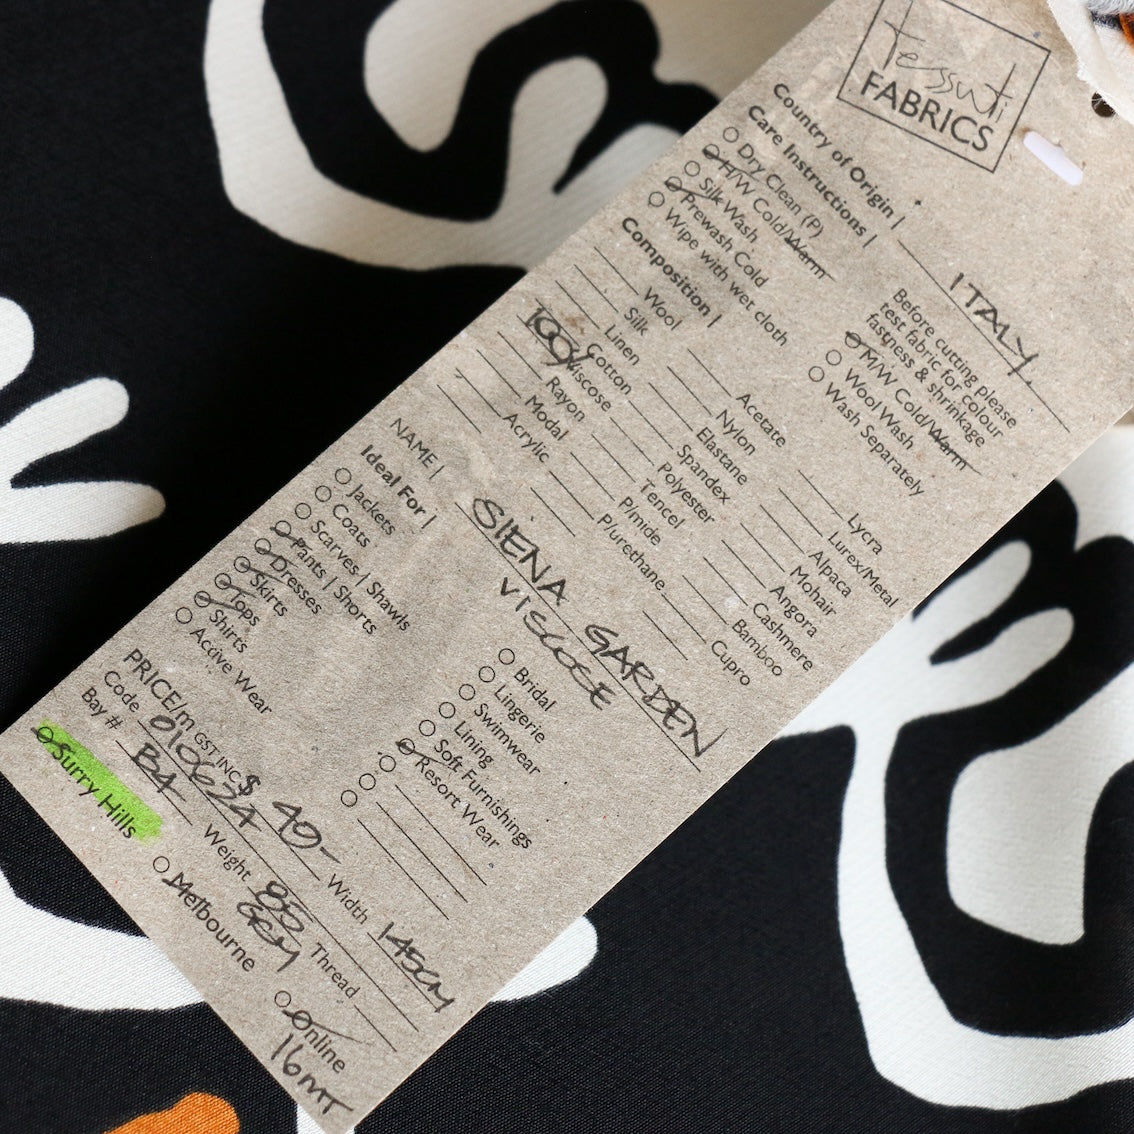 Tessuti
FABRICS
Country of Origin | ITALY.
Care Instructions |
Dry Clean (P)
H/W Cold/Warm
Silk Wash
Prewash Cold
Wipe with wet cloth
Before cutting please
test fabric for colour
fastness & shrinkage
M/W Cold/Warm
Wool Wash
Wash Separately
Composition |
Wool
Silk
Linen
Cotton
100% Viscose
Rayon
Modal
Acrylic
Acetate
Nylon
Elastane
Spandex
Polyester
Tencel
P/mide
P/urethane
Lycra
Lurex/Metal
Alpaca
Mohair
Angora
Cashmere
Bamboo
Cupro
NAME | SIENA GARDEN
VISCOSE
Ideal For |
Jackets
Coats
Scarves | Shawls
Pants | Shorts
Dresses
Skirts
Tops
Shirts
Active Wear
Bridal
Lingerie
Swimwear
Lining
Soft Furnishings
Resort Wear
PRICE/m GST INC $ 49-
Width 145cm
Code 010624
Weight 85
GSM
Thread
Bay # B4
Surry Hills
Melbourne
Online
16MT